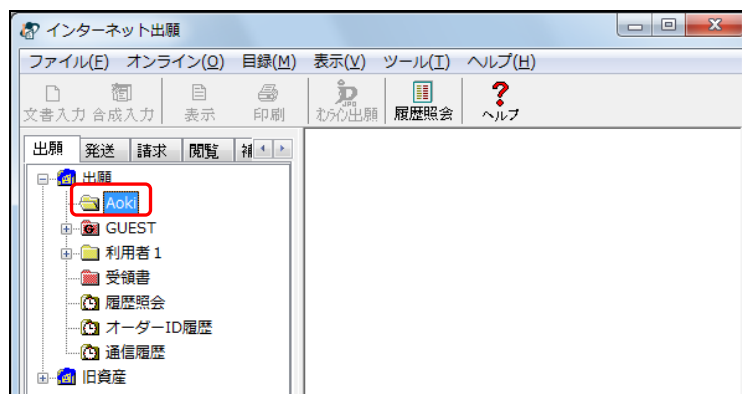 インターネット出願
ファイル(F) オンライン(O) 目録(M) 表示(V) ツール(T) ヘルプ(H)
文書入力 合成入力 表示 印刷 ｵﾝﾗｲﾝ出願 履歴照会 ヘルプ
出願 発送 請求 閲覧
出願
Aoki
GUEST
利用者1
受領書
履歴照会
オーダーID履歴
通信履歴
旧資産